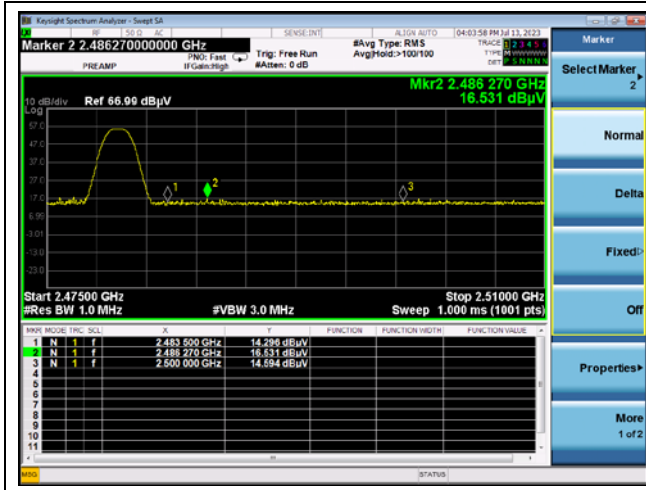 Keysight Spectrum Analyzer - Swept SA
RF 50 Ω AC SENSE:INT ALIGN AUTO 04:03:58 PM Jul 13, 2023
Marker 2 2.486270000000 GHz
PREAMP
PNO: Fast
IFGain:High
Trig: Free Run
#Atten: 0 dB
#Avg Type: RMS
Avg|Hold:>100/100
TRACE 1 2 3 4 5 6
TYPE
DET P S N N N N
Mkr2 2.486 270 GHz
16.531 dBµV
10 dB/div Ref 66.99 dBµV
Log
57.0
47.0
37.0
27.0
17.0
6.99
-3.01
-13.0
-23.0
1
2
3
Start 2.47500 GHz Stop 2.51000 GHz
#Res BW 1.0 MHz #VBW 3.0 MHz Sweep 1.000 ms (1001 pts)
MKR MODE TRC SCL X Y FUNCTION FUNCTION WIDTH FUNCTION VALUE
1 N 1 f 2.483 500 GHz 14.296 dBµV
2 N 1 f 2.486 270 GHz 16.531 dBµV
3 N 1 f 2.500 000 GHz 14.594 dBµV
4
5
6
7
8
9
10
11
MSG STATUS
Marker
Select Marker
2
Normal
Delta
Fixed
Off
Properties
More
1 of 2